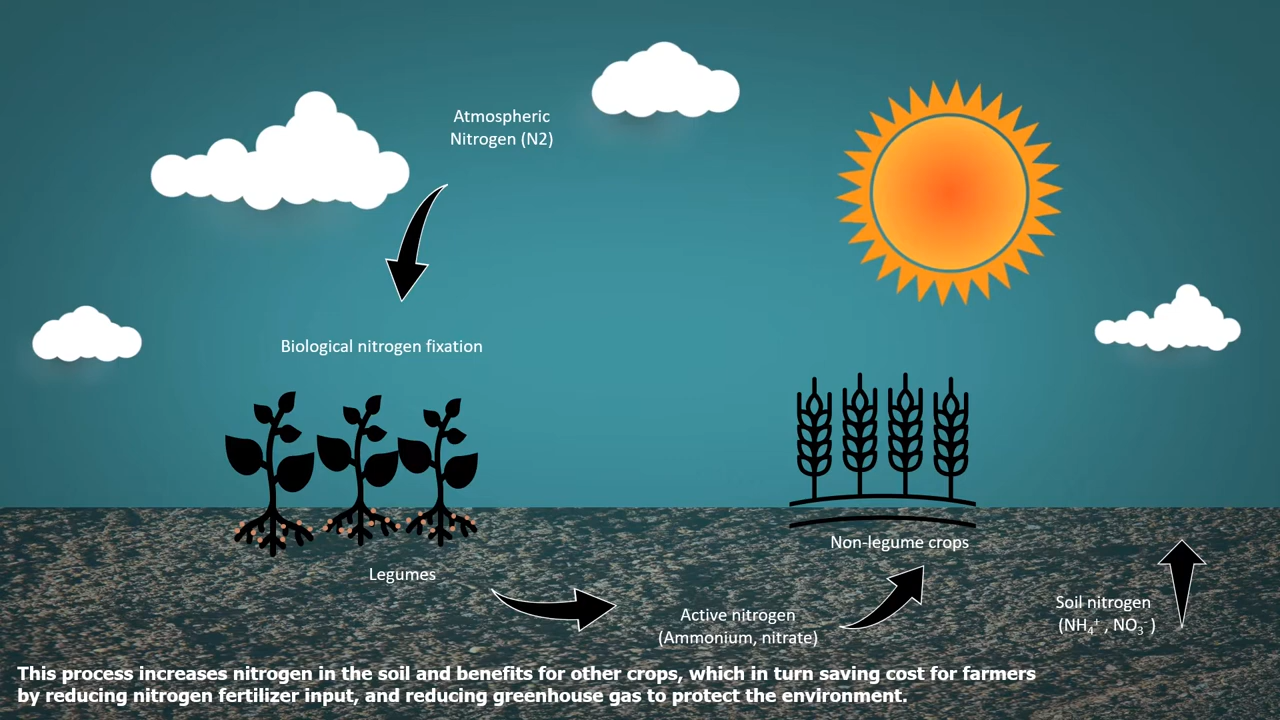 Atmospheric
Nitrogen (N2)
Biological nitrogen fixation
Non-legume crops
Legumes
Active nitrogen
(Ammonium, nitrate)
Soil nitrogen
(NH₄⁺ , NO₃⁻)
This process increases nitrogen in the soil and benefits for other crops, which in turn saving cost for farmers
by reducing nitrogen fertilizer input, and reducing greenhouse gas to protect the environment.